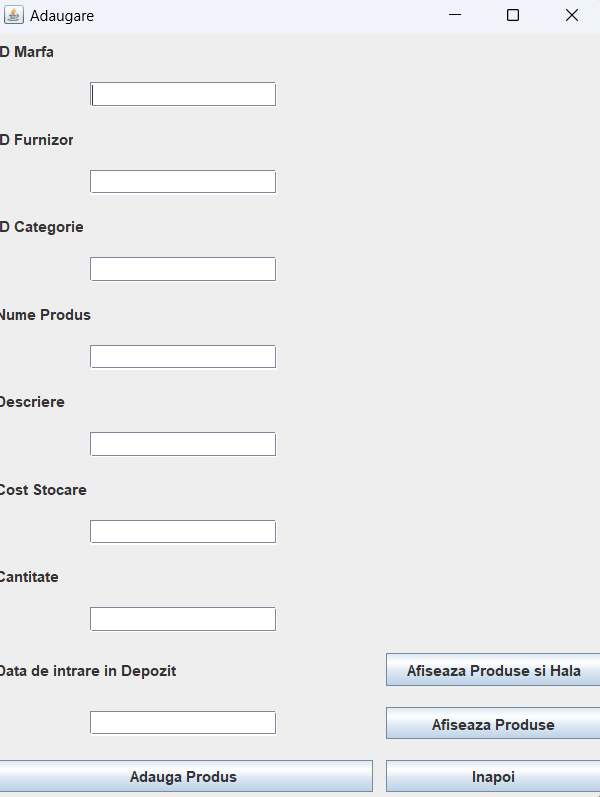 Adaugare
D Marfa
D Furnizor
D Categorie
Nume Produs
Descriere
Cost Stocare
Cantitate
Data de intrare in Depozit
Afiseaza Produse si Hala
Afiseaza Produse
Adauga Produs
Inapoi